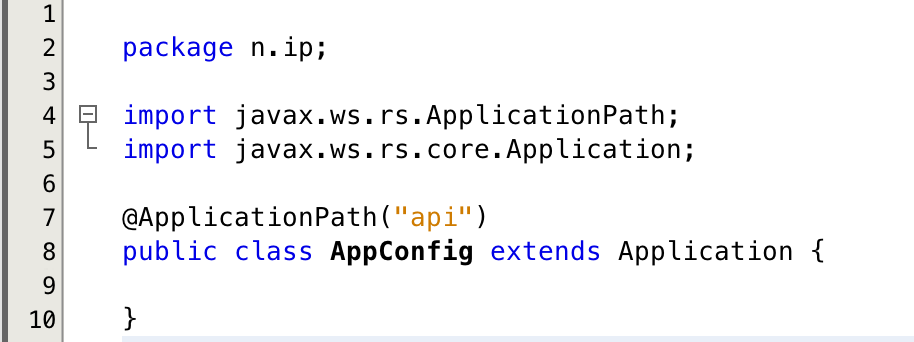 1
2 package n.ip;
3
4 import javax.ws.rs.ApplicationPath;
5 import javax.ws.rs.core.Application;
6
7 @ApplicationPath("api")
8 public class AppConfig extends Application {
9
10 }